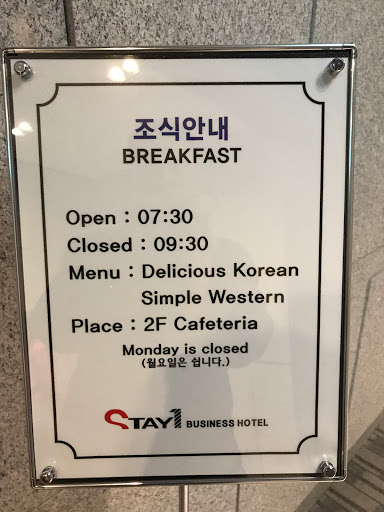 조식안내
BREAKFAST
Open : 07:30
Closed : 09:30
Menu : Delicious Korean
Simple Western
Place : 2F Cafeteria
Monday is closed
(월요일은 쉽니다.)
STAY1 BUSINESS HOTEL